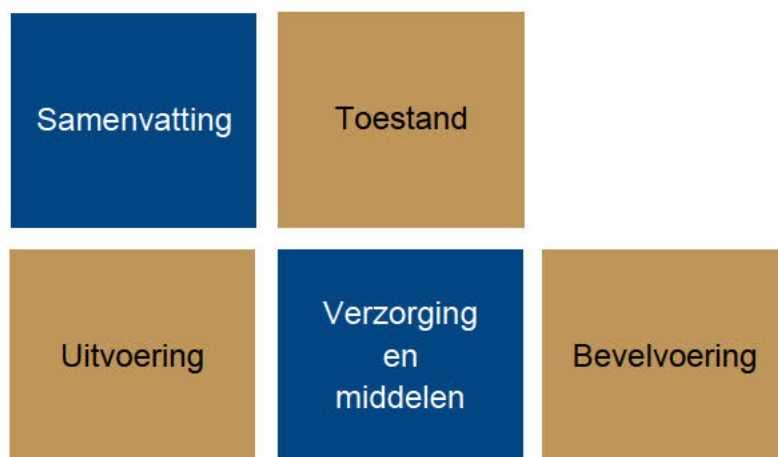 Samenvatting
Toestand
Uitvoering
Verzorging
en
middelen
Bevelvoering